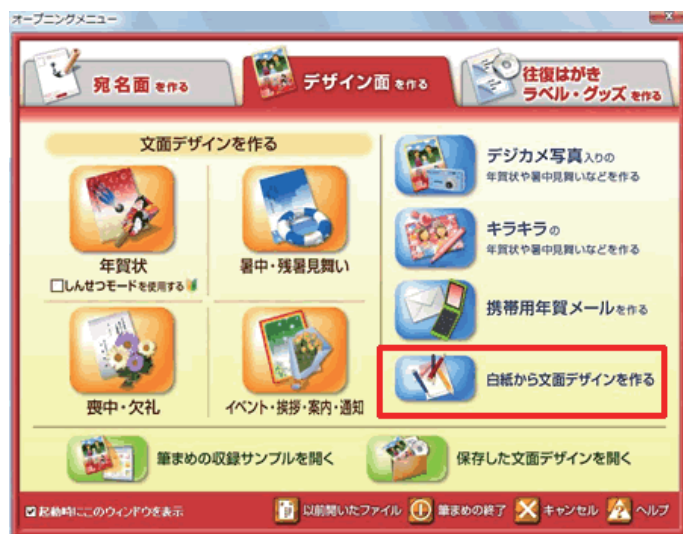 オープニングメニュー
宛名面 を作る
デザイン面 を作る
往復はがき
ラベル・グッズ を作る
文面デザインを作る
年賀状
しんせつモードを使用する
暑中・残暑見舞い
喪中・欠礼
イベント・挨拶・案内・通知
デジカメ写真入りの
年賀状や暑中見舞いなどを作る
キラキラの
年賀状や暑中見舞いなどを作る
携帯用年賀メールを作る
白紙から文面デザインを作る
筆まめの収録サンプルを開く
保存した文面デザインを開く
起動時にこのウィンドウを表示
以前開いたファイル
筆まめの終了
キャンセル
ヘルプ